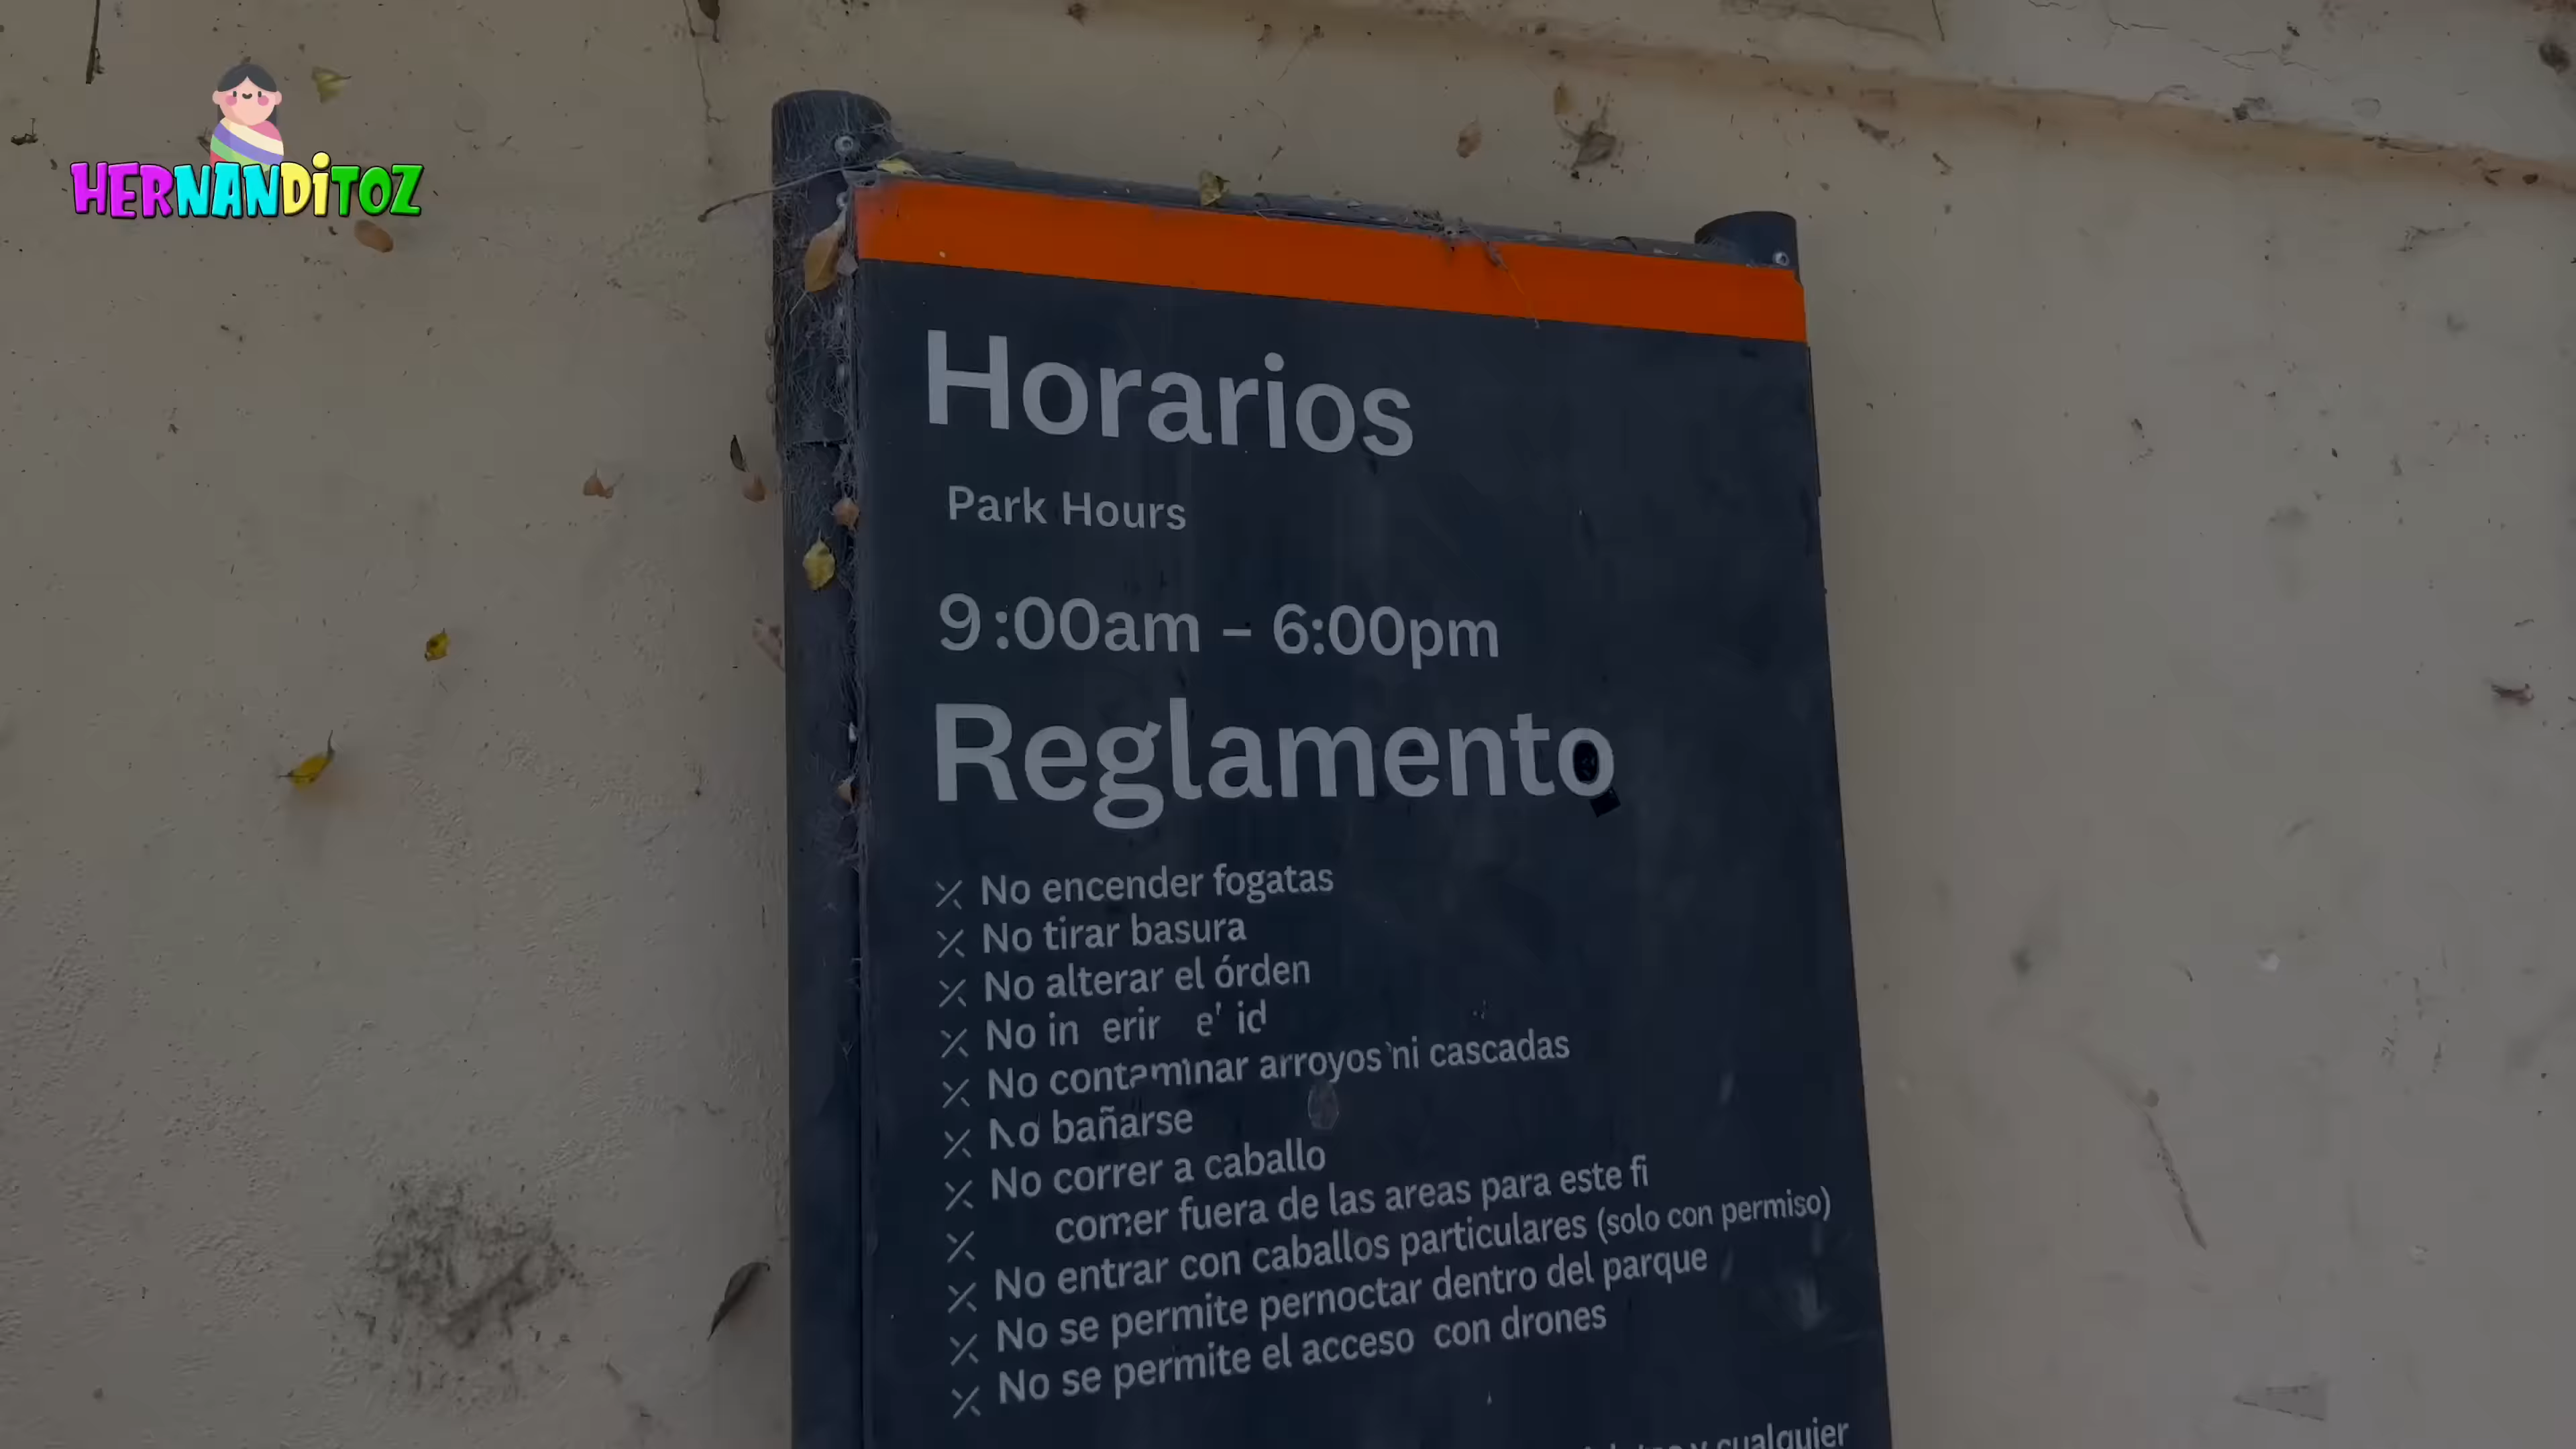 HERNANDiTOZ
Horarios
Park Hours
9:00am – 6:00pm
Reglamento
No encender fogatas
No tirar basura
No alterar el órden
No
No contaminar arroyos ni cascadas
No bañarse
No correr a caballo
comer fuera de las areas para este
No entrar con caballos particulares (solo con permiso)
No se permite pernoctar dentro del parque
No se permite el acceso con drones
y cualquier